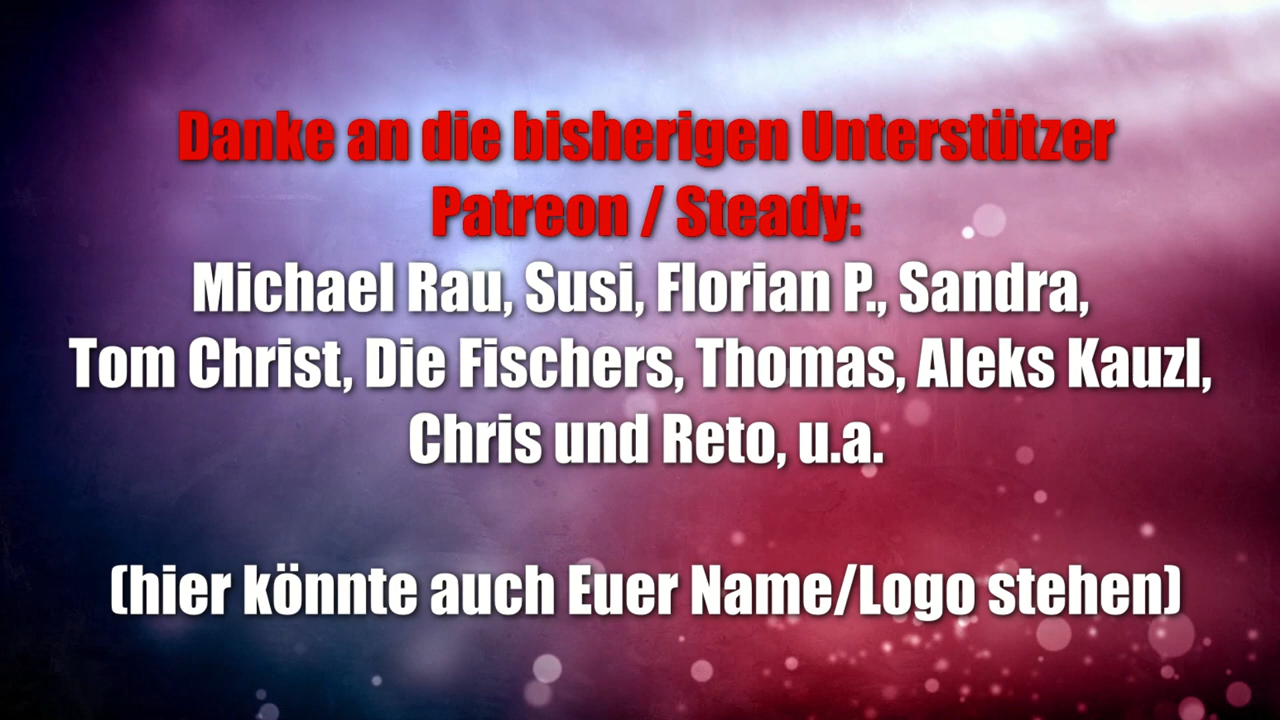 Danke an die bisherigen Unterstützer
Patreon / Steady:
Michael Rau, Susi, Florian P., Sandra,
Tom Christ, Die Fischers, Thomas, Aleks Kauzl,
Chris und Reto, u.a.
(hier könnte auch Euer Name/Logo stehen)